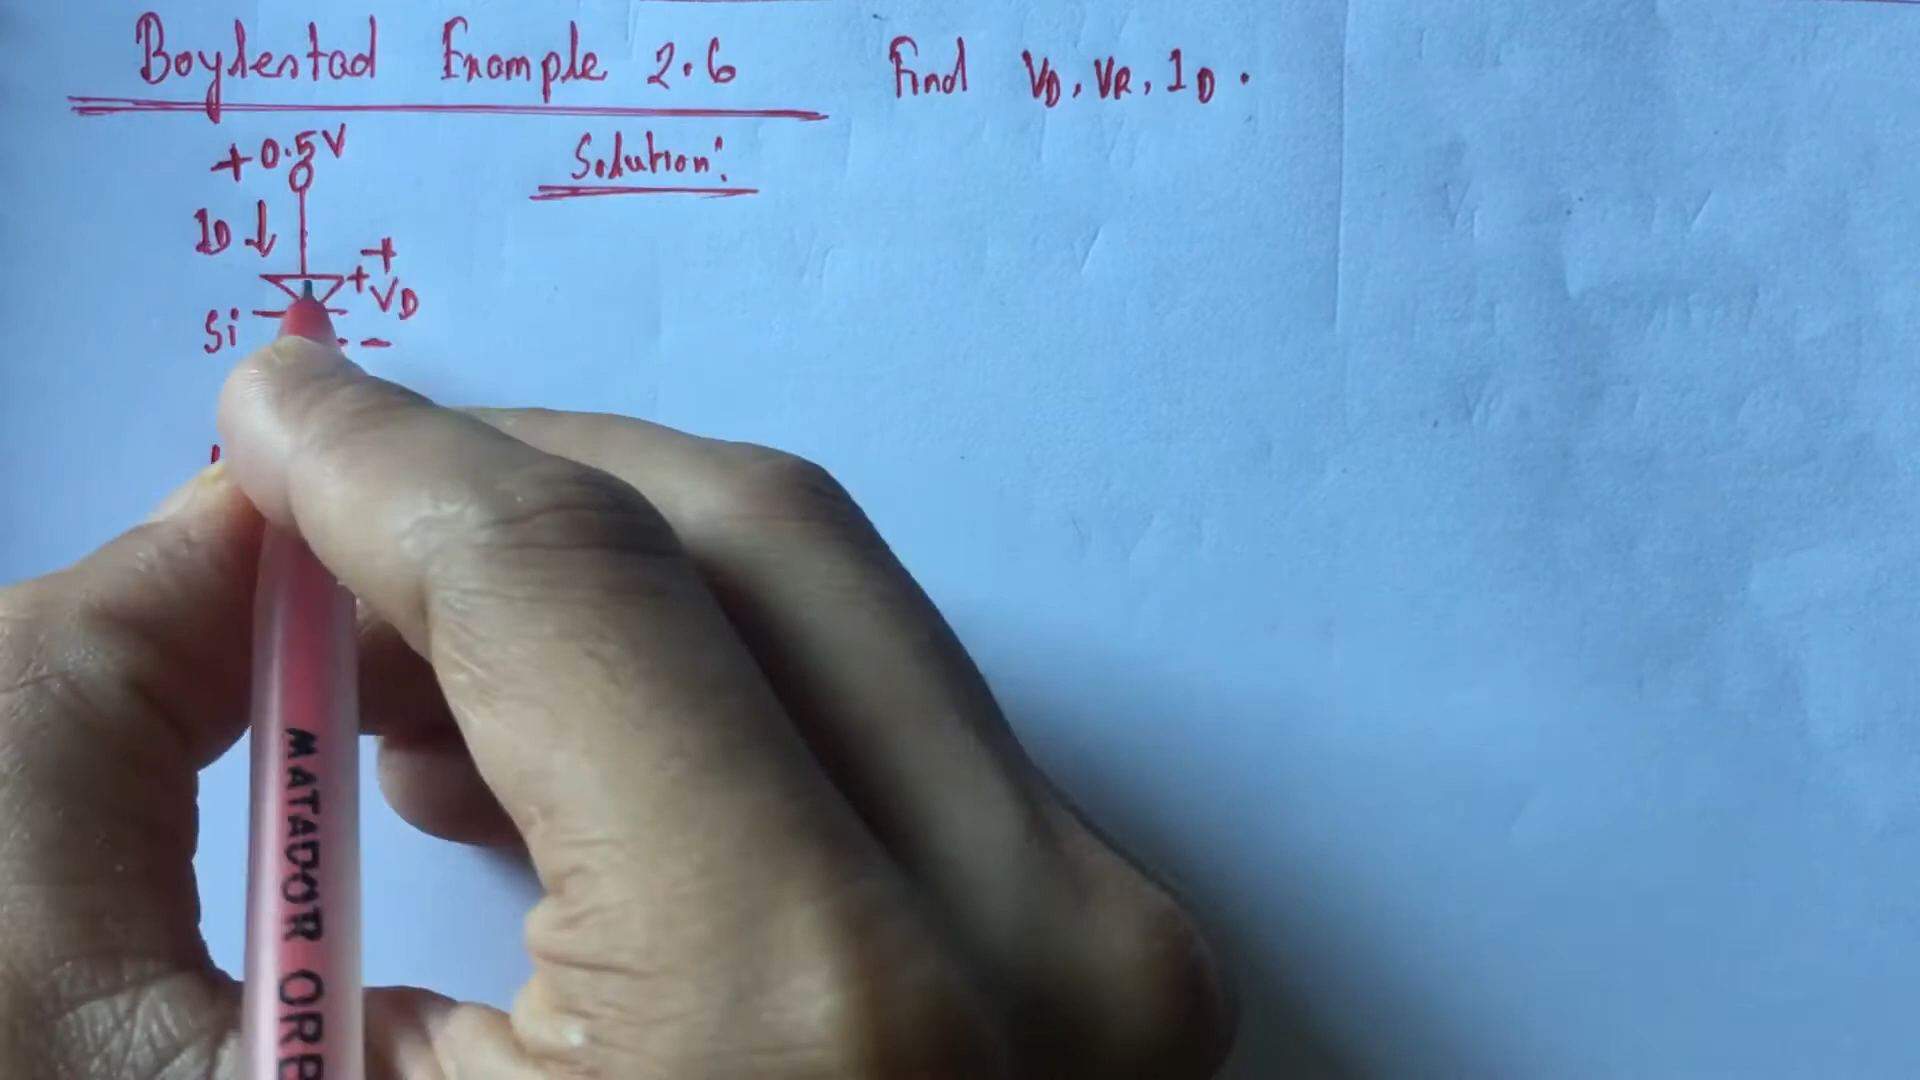 Boylestad Example 2.6 Find VD, VR, ID.
+0.5V
Solution:
ID ↓
+
+
VD
Si
- -
MATADOR ORB